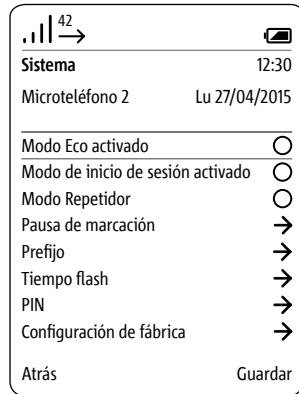 42
Sistema 12:30
Microteléfono 2 Lu 27/04/2015
Modo Eco activado
Modo de inicio de sesión activado
Modo Repetidor
Pausa de marcación
Prefijo
Tiempo flash
PIN
Configuración de fábrica
Atrás Guardar